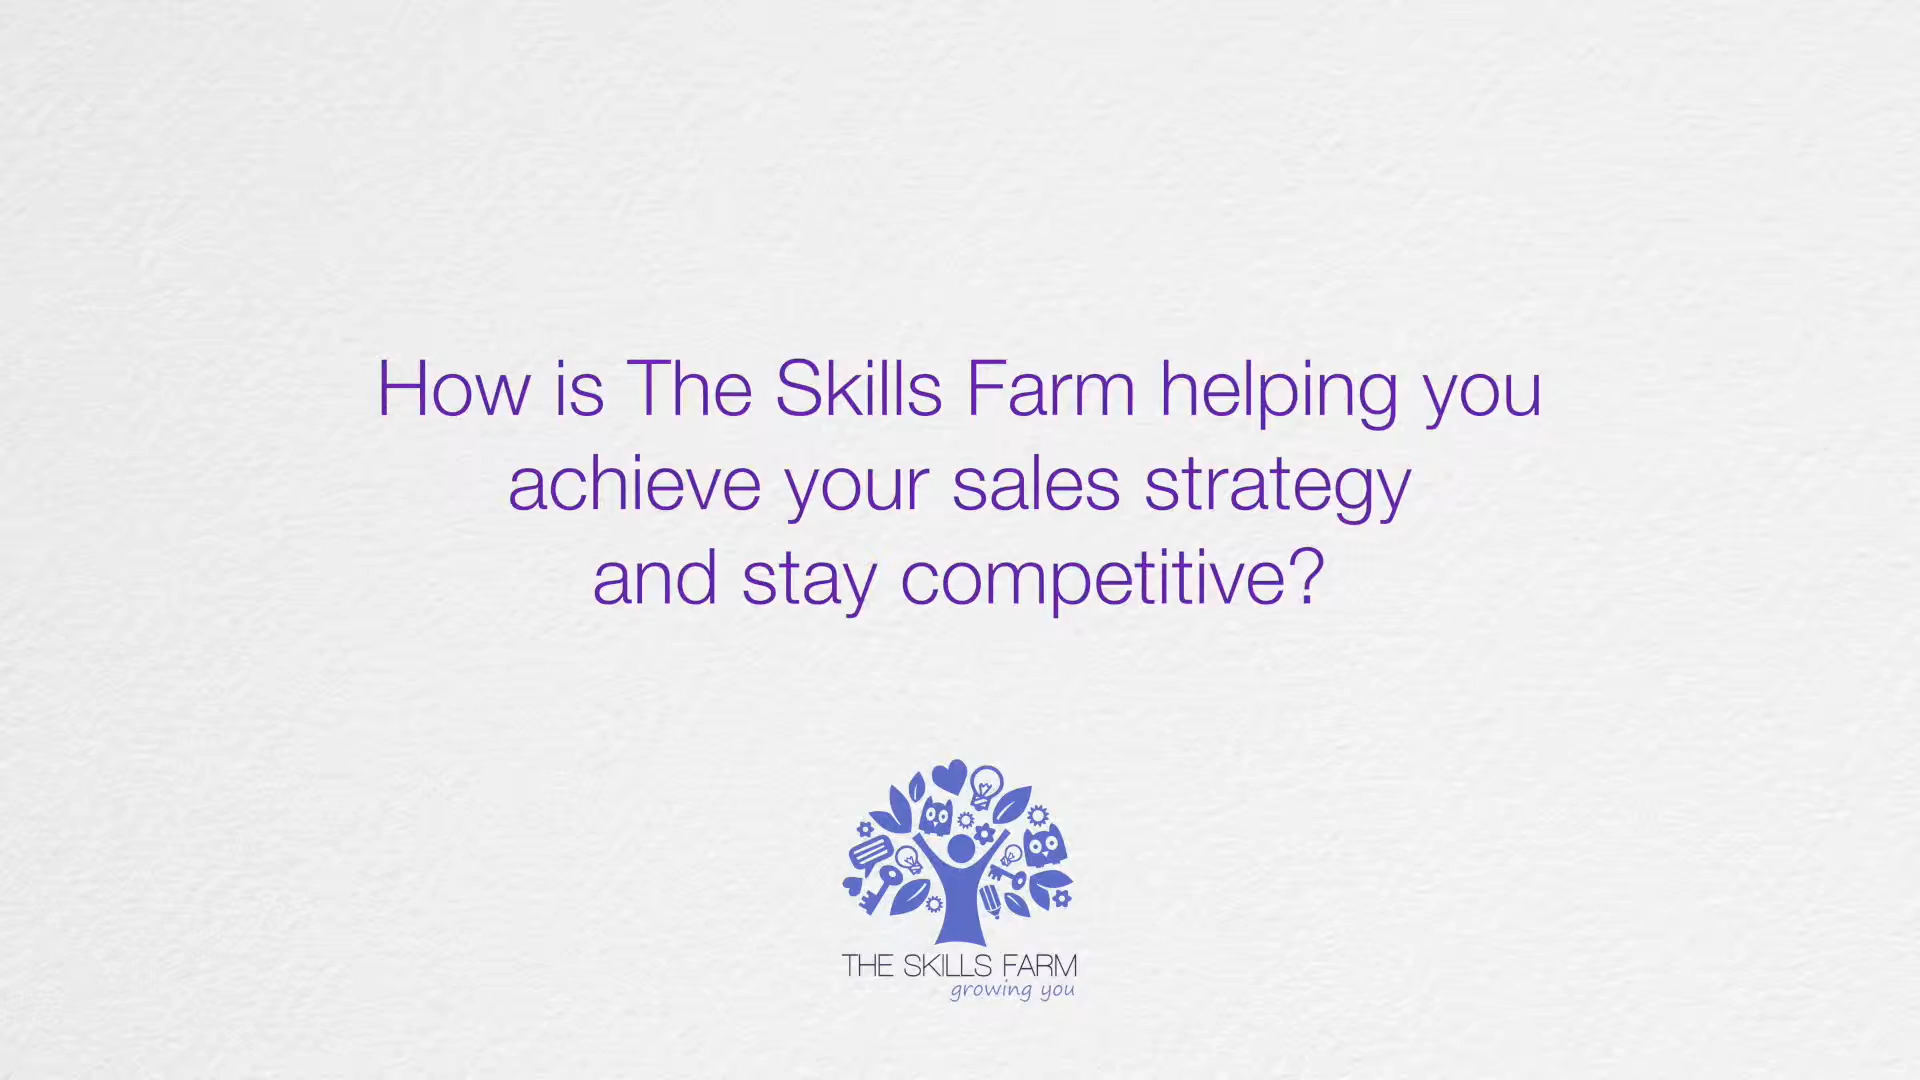 How is The Skills Farm helping you
achieve your sales strategy
and stay competitive?
THE SKILLS FARM
growing you